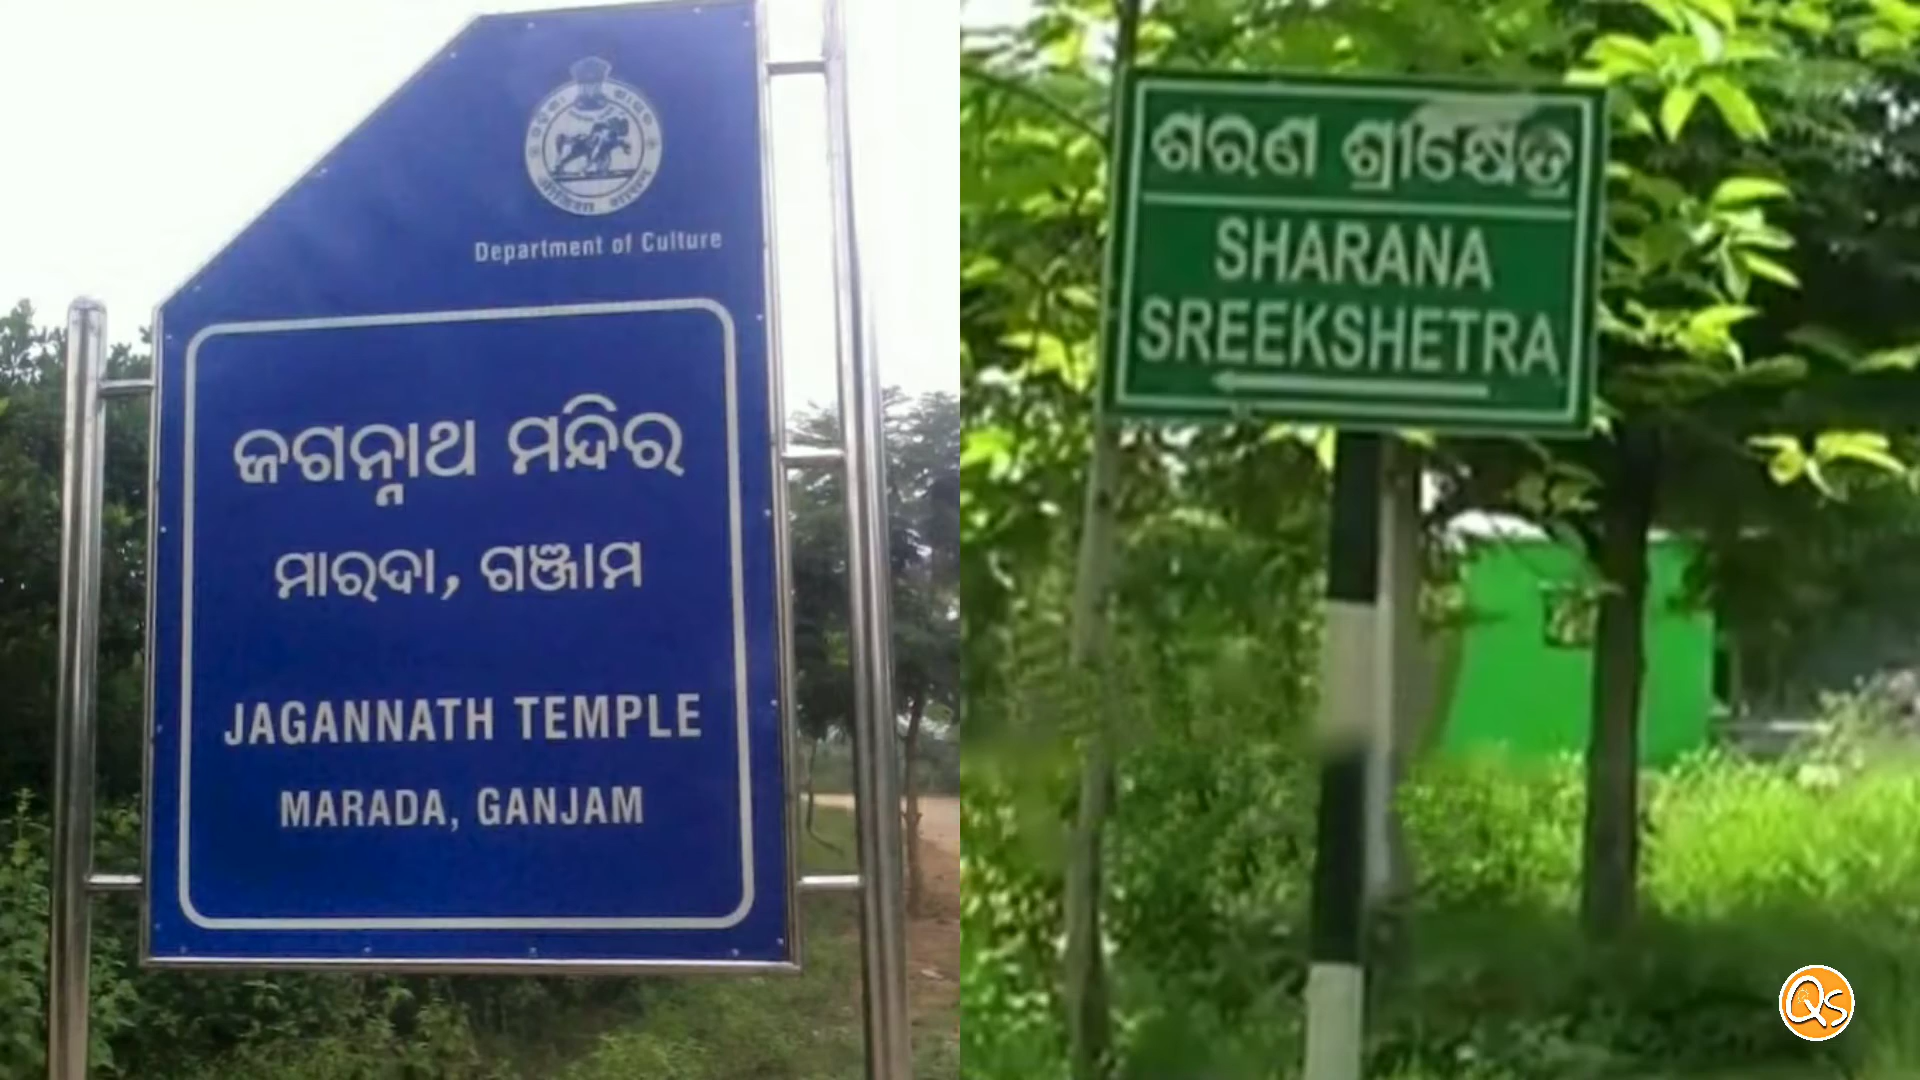 Department of Culture
ଜଗନ୍ନାଥ ମନ୍ଦିର
ମାରଦା, ଗଞ୍ଜାମ
JAGANNATH TEMPLE
MARADA, GANJAM
ଶରଣ ଶ୍ରୀକ୍ଷେତ୍ର
SHARANA
SREEKSHETRA
QS